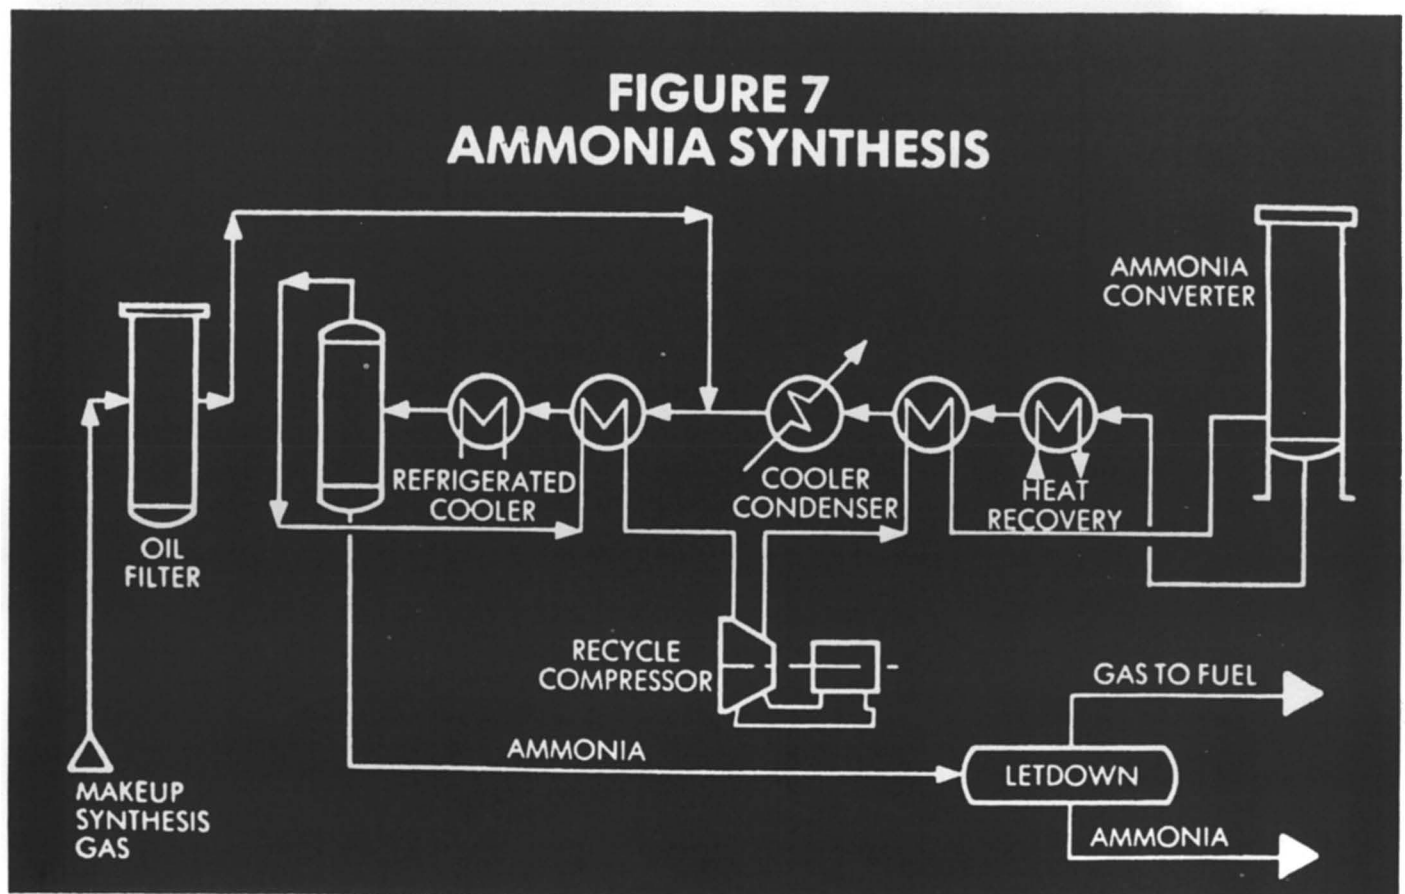 FIGURE 7
AMMONIA SYNTHESIS
AMMONIA
CONVERTER
REFRIGERATED
COOLER
COOLER
CONDENSER
HEAT
RECOVERY
OIL
FILTER
RECYCLE
COMPRESSOR
GAS TO FUEL
AMMONIA
LETDOWN
MAKEUP
SYNTHESIS
GAS
AMMONIA